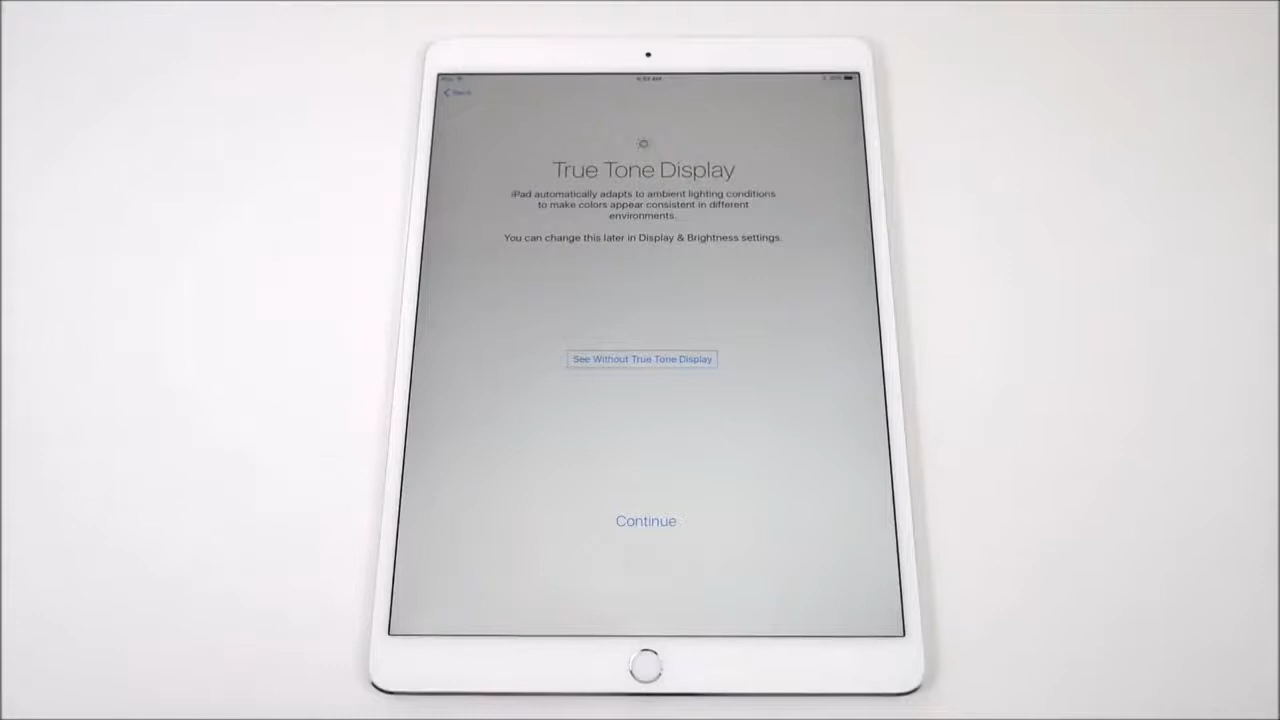 Back
True Tone Display
iPad automatically adapts to ambient lighting conditions
to make colors appear consistent in different
environments.
You can change this later in Display & Brightness settings.
See Without True Tone Display
Continue